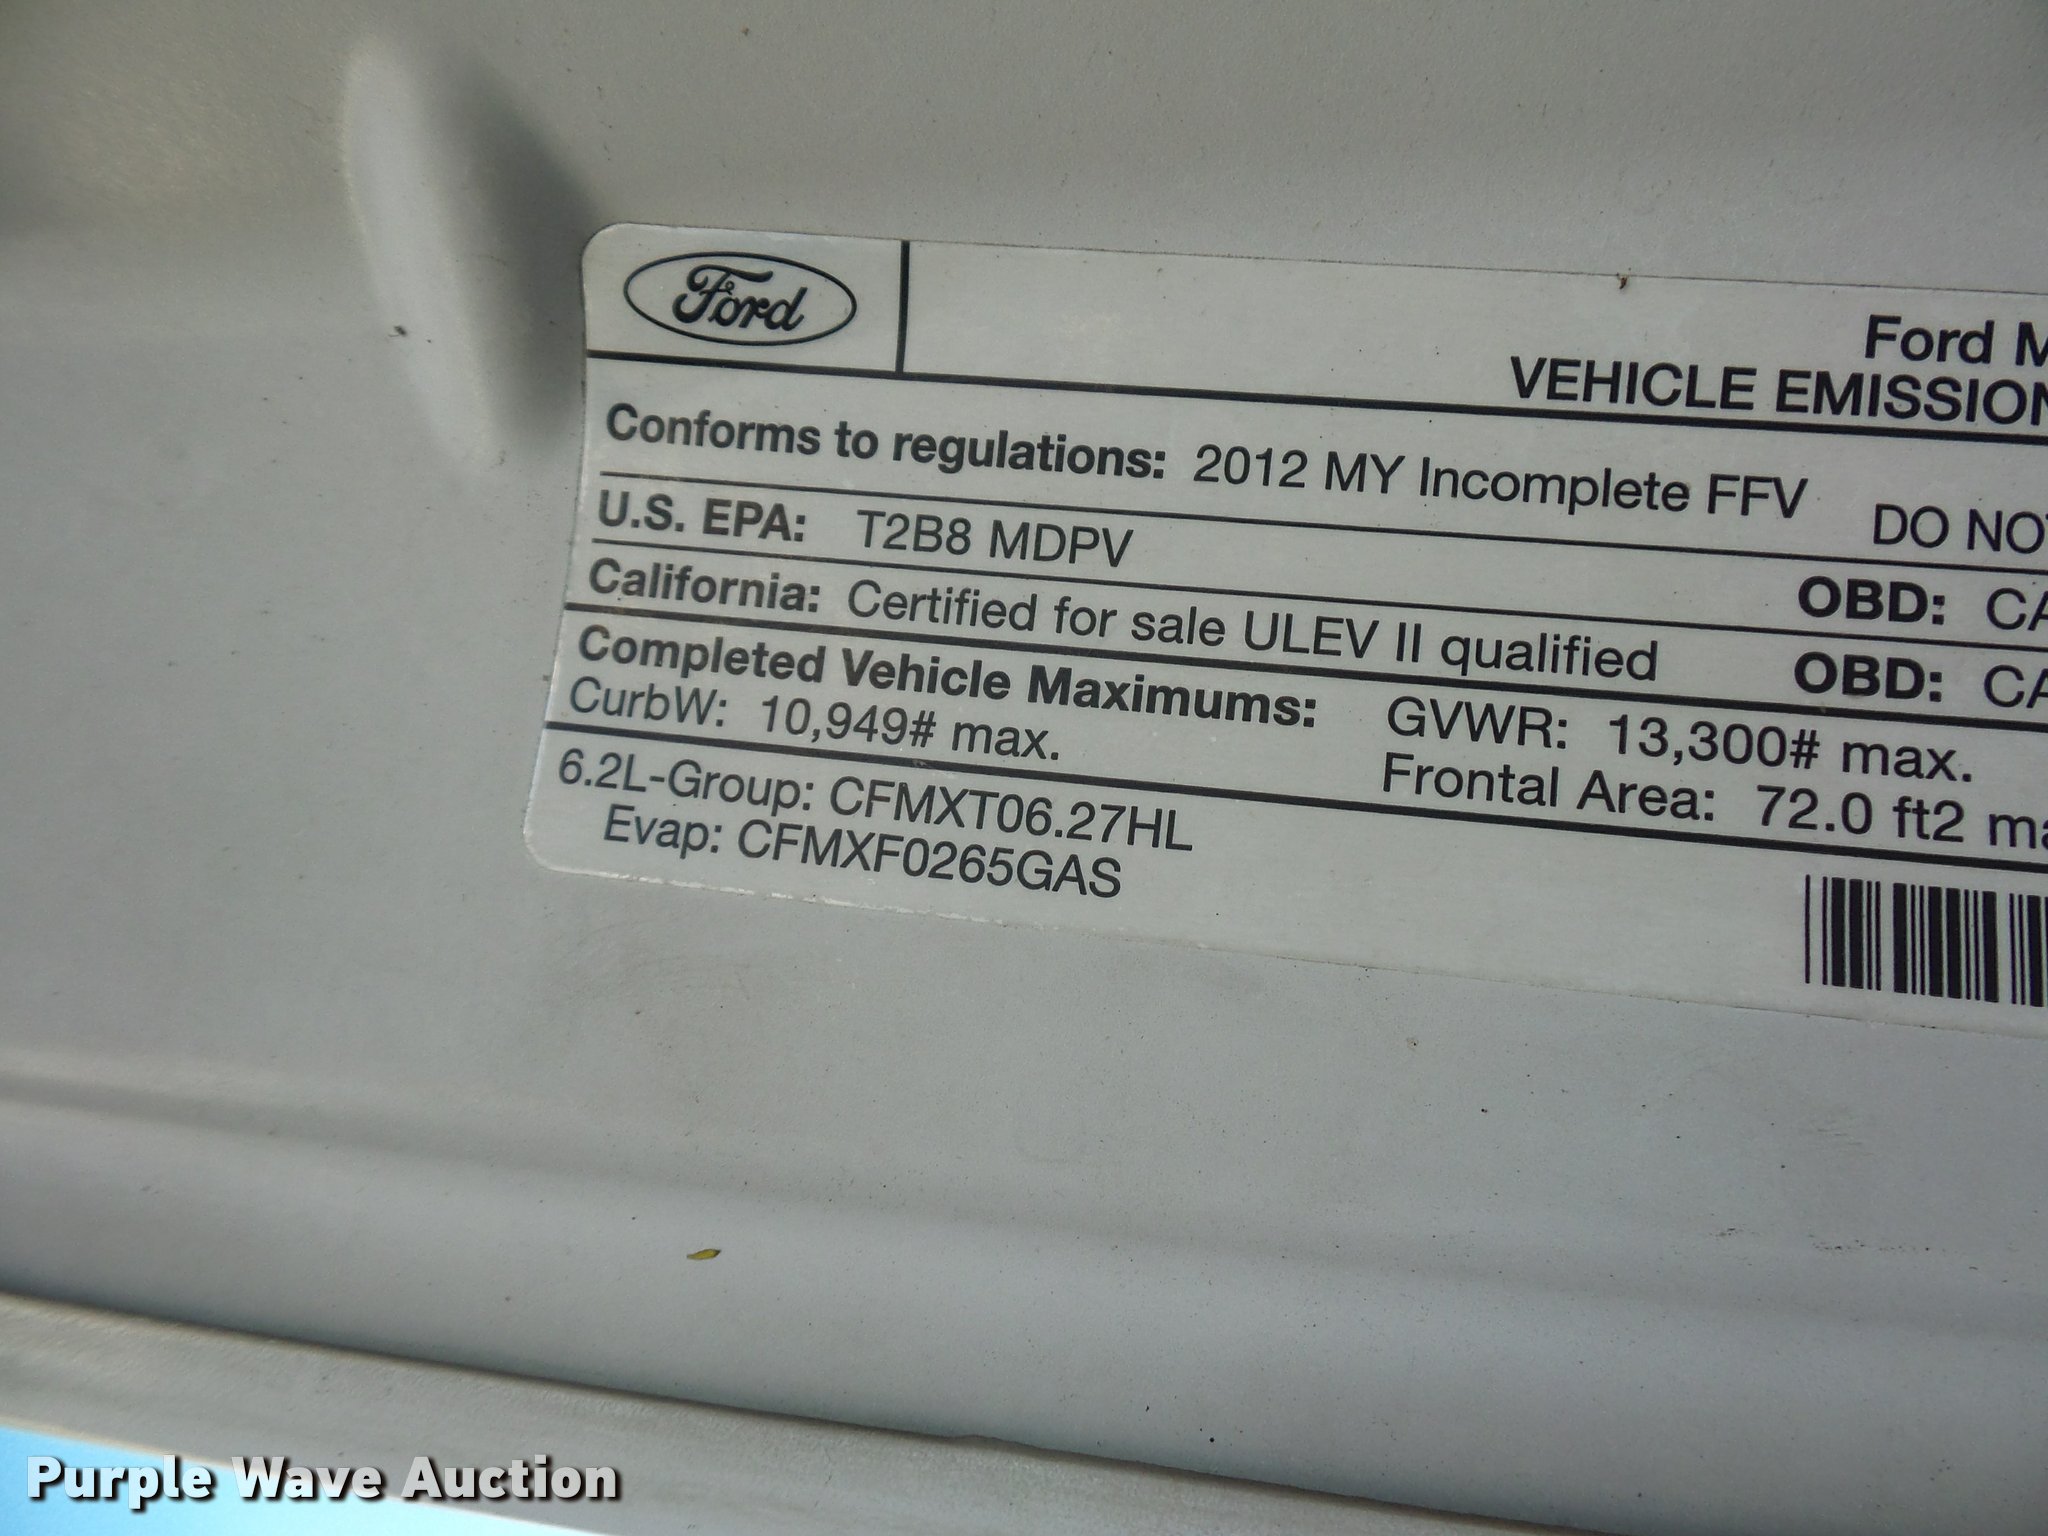 Ford
Ford M
VEHICLE EMISSION
Conforms to regulations: 2012 MY Incomplete FFV DO NOT
U.S. EPA: T2B8 MDPV OBD: CA
California: Certified for sale ULEV II qualified OBD: CA
Completed Vehicle Maximums: GVWR: 13,300# max.
CurbW: 10,949# max. Frontal Area: 72.0 ft2 ma
6.2L-Group: CFMXT06.27HL
Evap: CFMXF0265GAS
Purple Wave Auction